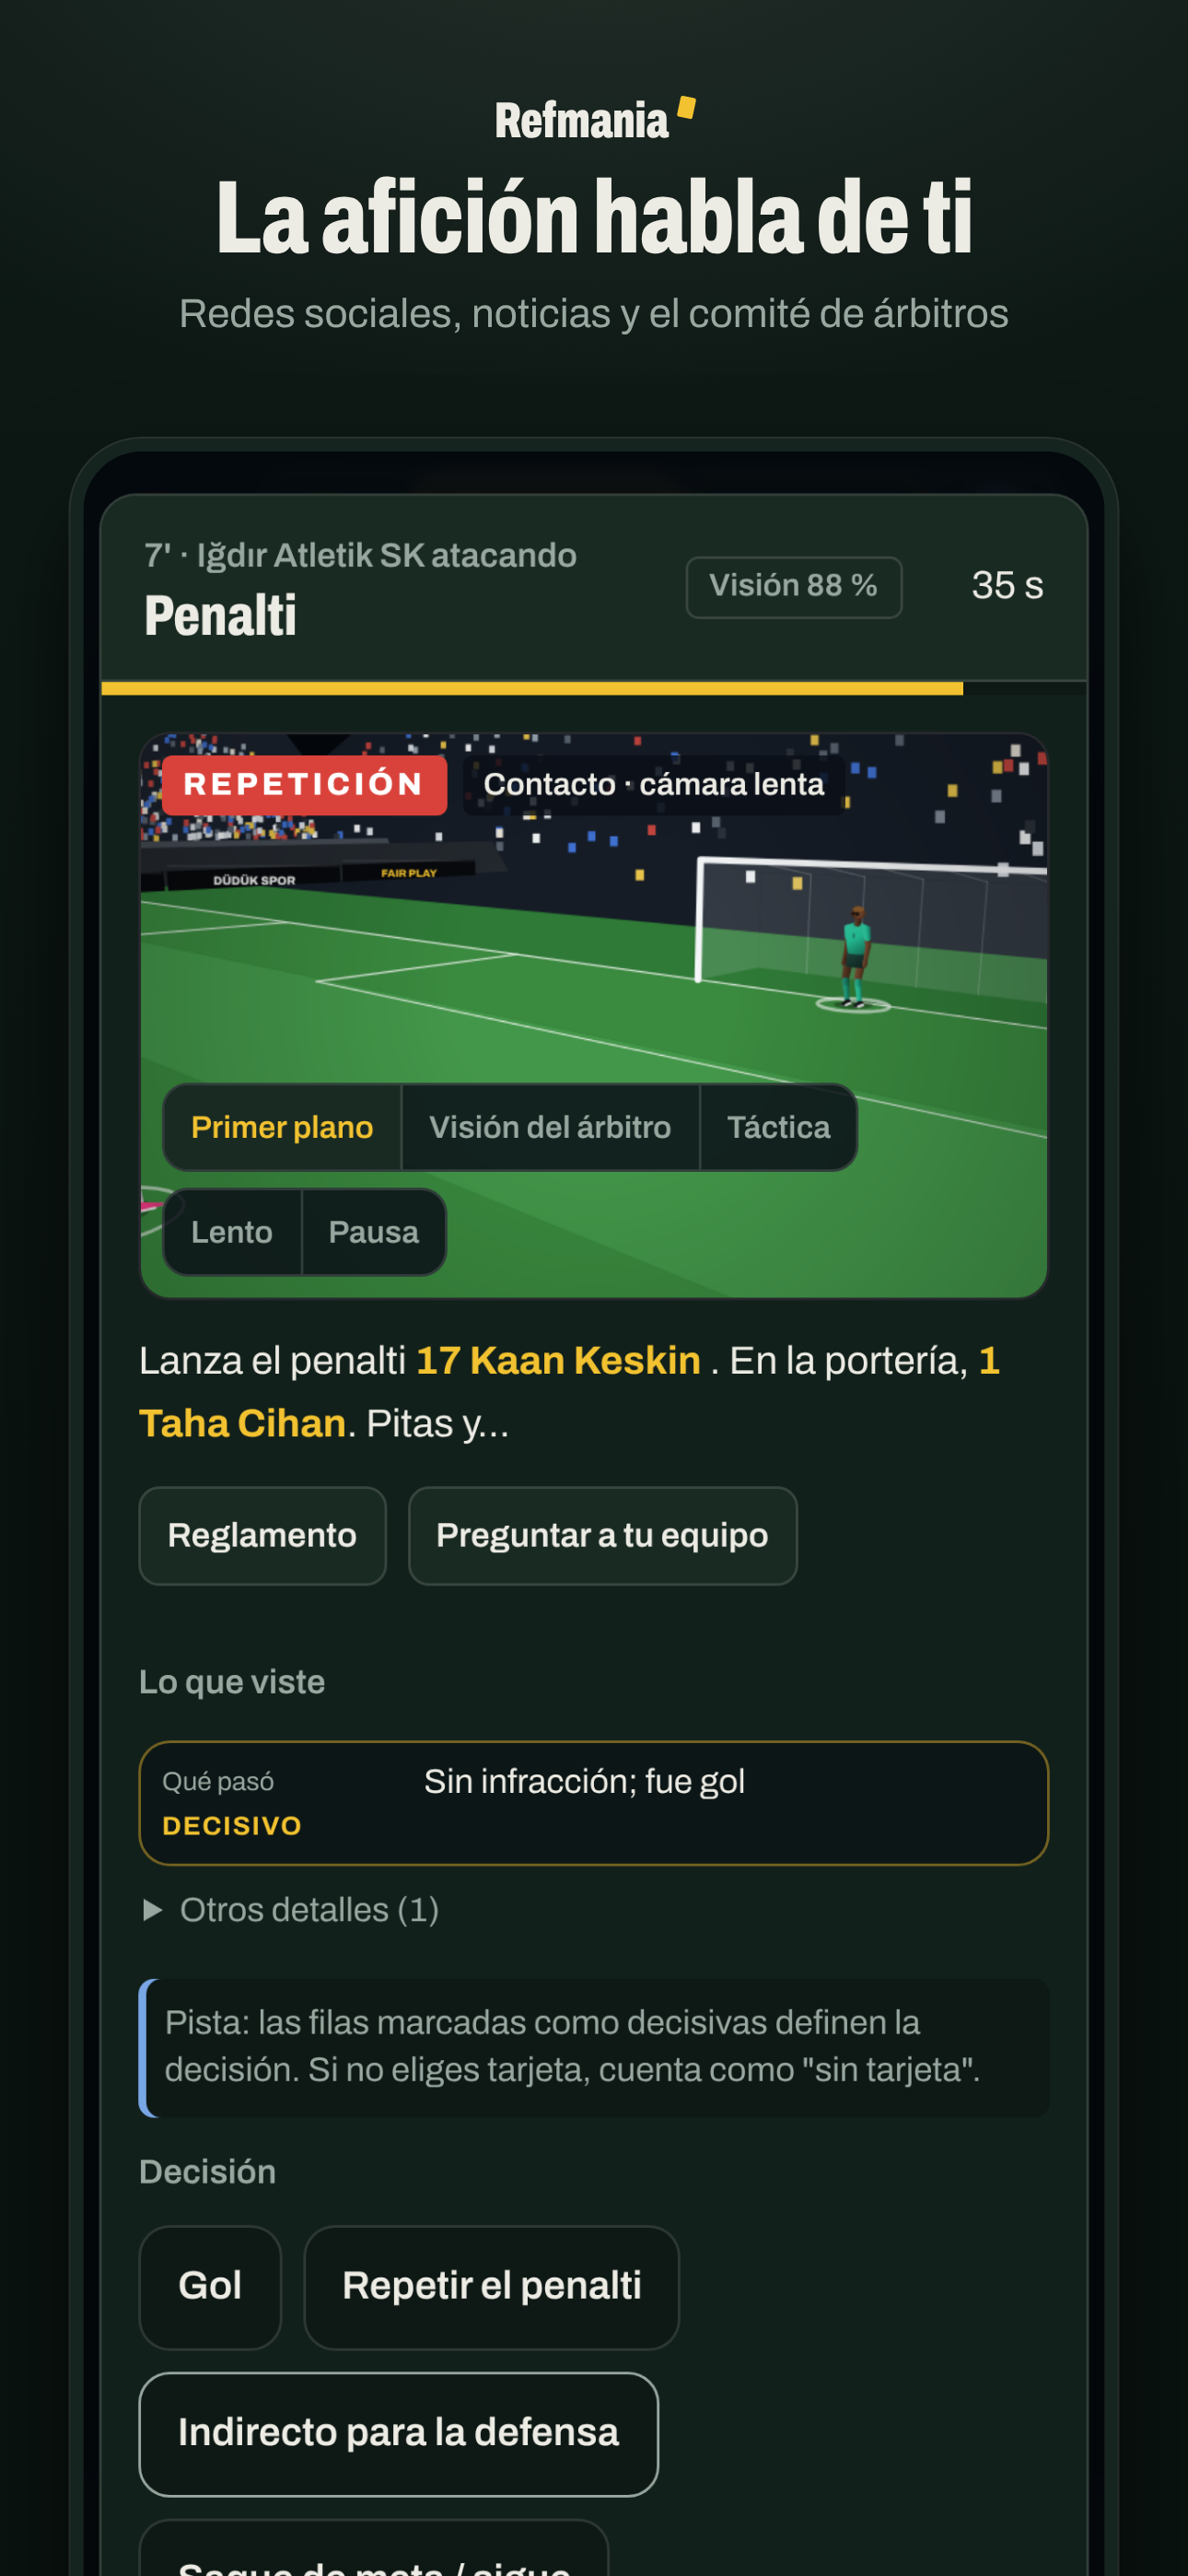 Refmania
La afición habla de ti
Redes sociales, noticias y el comité de árbitros
7' · Iğdır Atletik SK atacando
Penalti
Visión 88 %
35 s
REPETICIÓN
Contacto · cámara lenta
DÜDÜK SPOR
FAIR PLAY
Primer plano
Visión del árbitro
Táctica
Lento
Pausa
Lanza el penalti 17 Kaan Keskin . En la portería, 1
Taha Cihan. Pitas y...
Reglamento
Preguntar a tu equipo
Lo que viste
Qué pasó
Sin infracción; fue gol
DECISIVO
Otros detalles (1)
Pista: las filas marcadas como decisivas definen la
decisión. Si no eliges tarjeta, cuenta como "sin tarjeta".
Decisión
Gol
Repetir el penalti
Indirecto para la defensa
Saque de meta / sigue